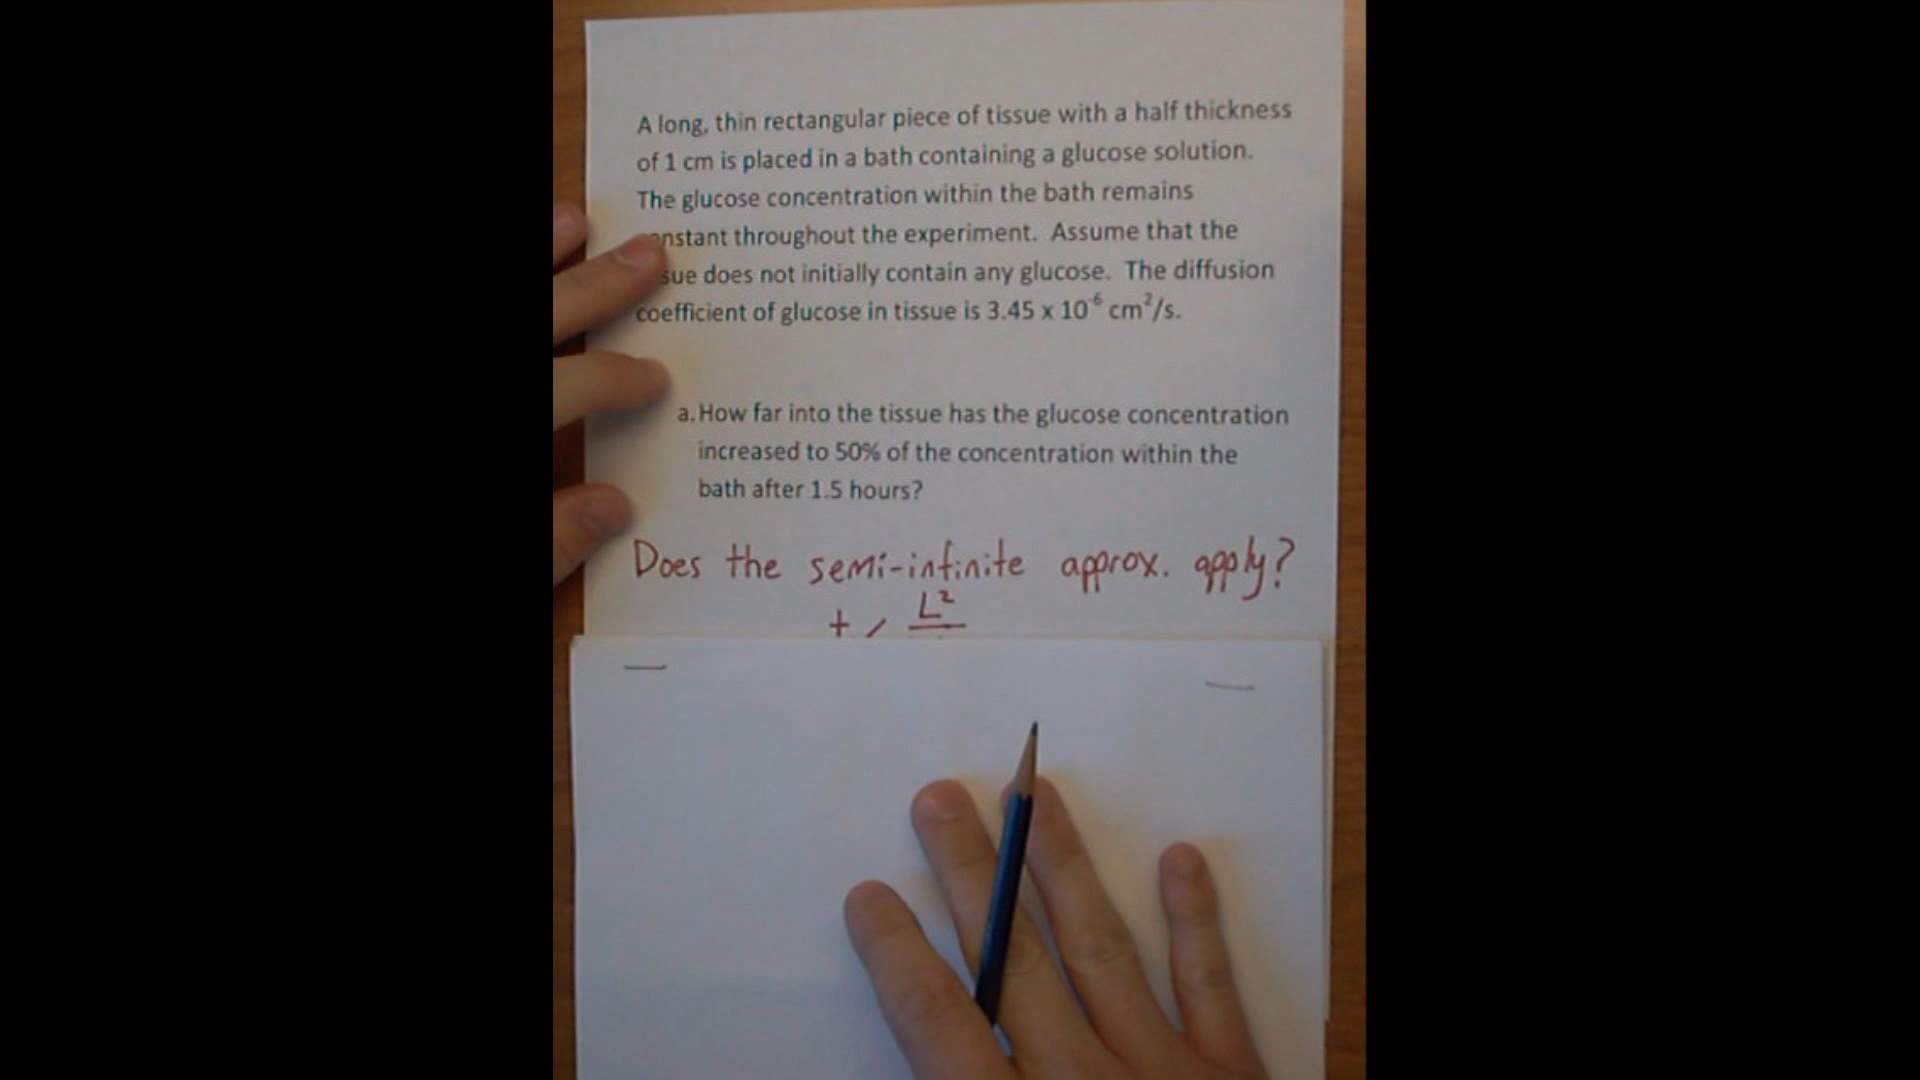 A long, thin rectangular piece of tissue with a half thickness
of 1 cm is placed in a bath containing a glucose solution.
The glucose concentration within the bath remains
nstant throughout the experiment. Assume that the
sue does not initially contain any glucose. The diffusion
coefficient of glucose in tissue is 3.45 x 10⁻⁶ cm²/s.
a. How far into the tissue has the glucose concentration
increased to 50% of the concentration within the
bath after 1.5 hours?
Does the semi-infinite approx. apply?
L²